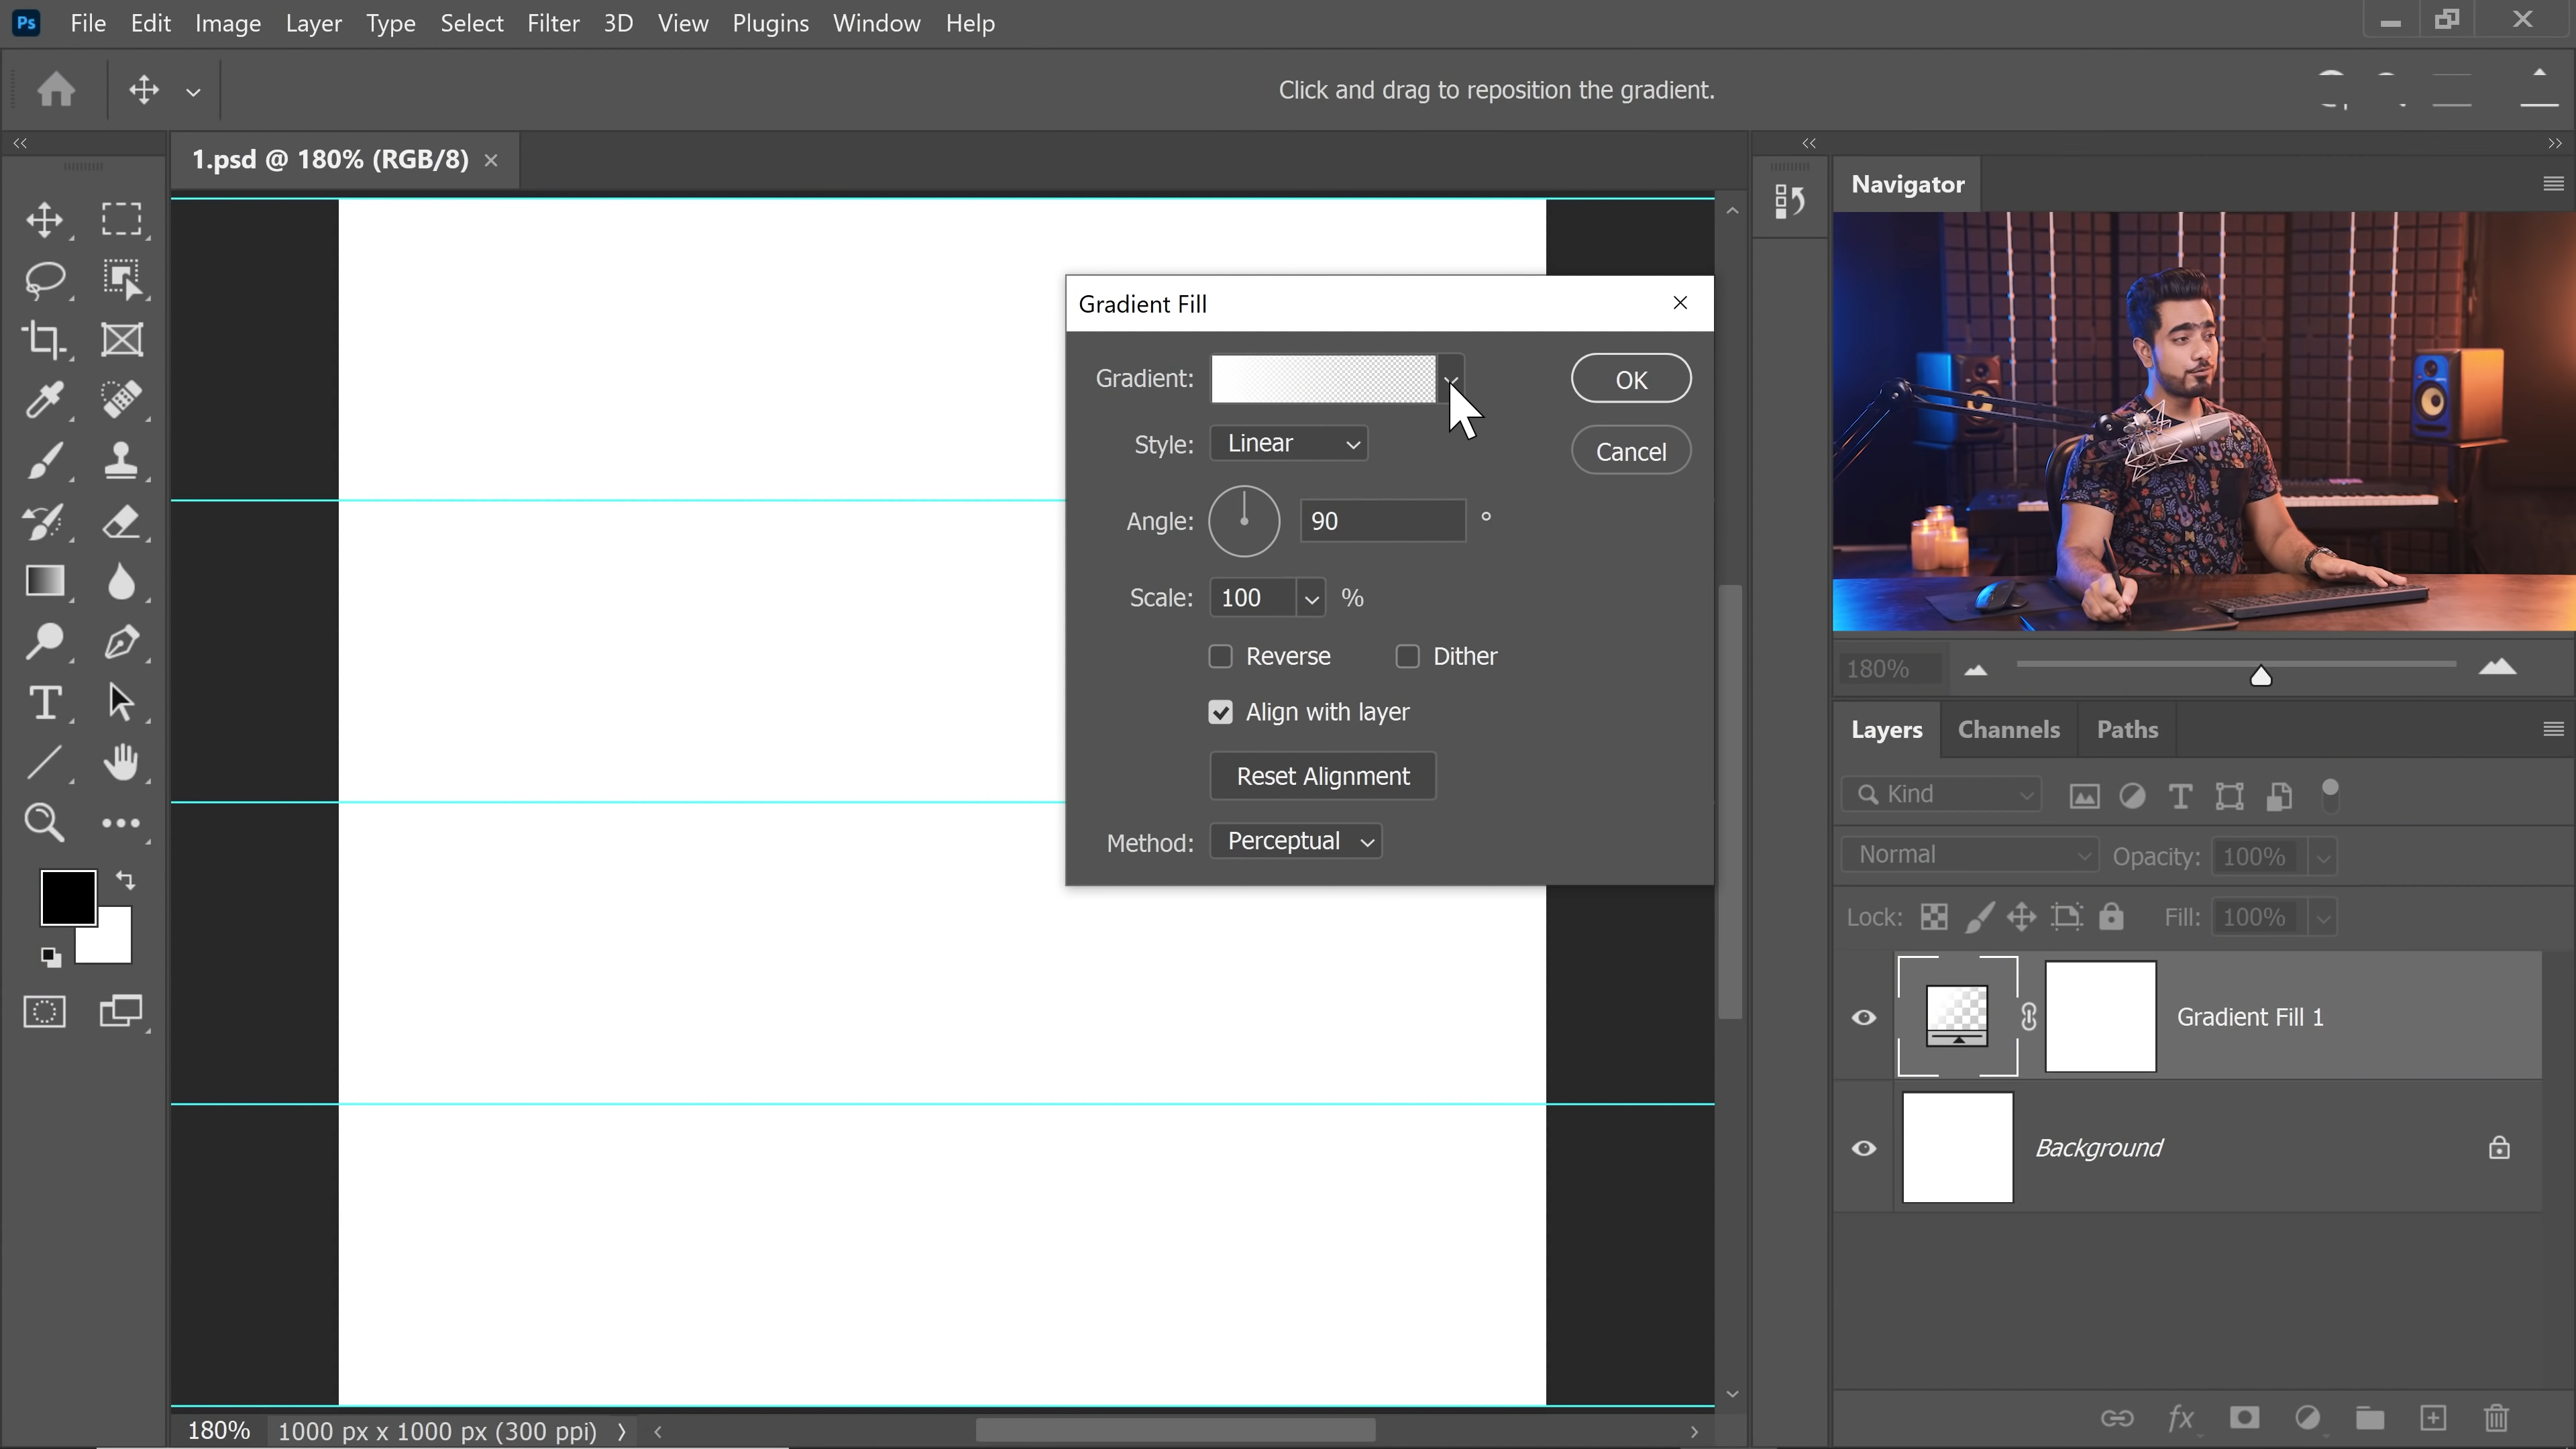 Ps File Edit Image Layer Type Select Filter 3D View Plugins Window Help
Click and drag to reposition the gradient.
1.psd @ 180% (RGB/8)
Gradient Fill
Gradient:
OK
Style: Linear
Cancel
Angle: 90 °
Scale: 100 %
Reverse Dither
Align with layer
Reset Alignment
Method: Perceptual
Navigator
180%
Layers Channels Paths
Kind
Normal Opacity: 100%
Lock: Fill: 100%
Gradient Fill 1
Background
fx
180% 1000 px x 1000 px (300 ppi)